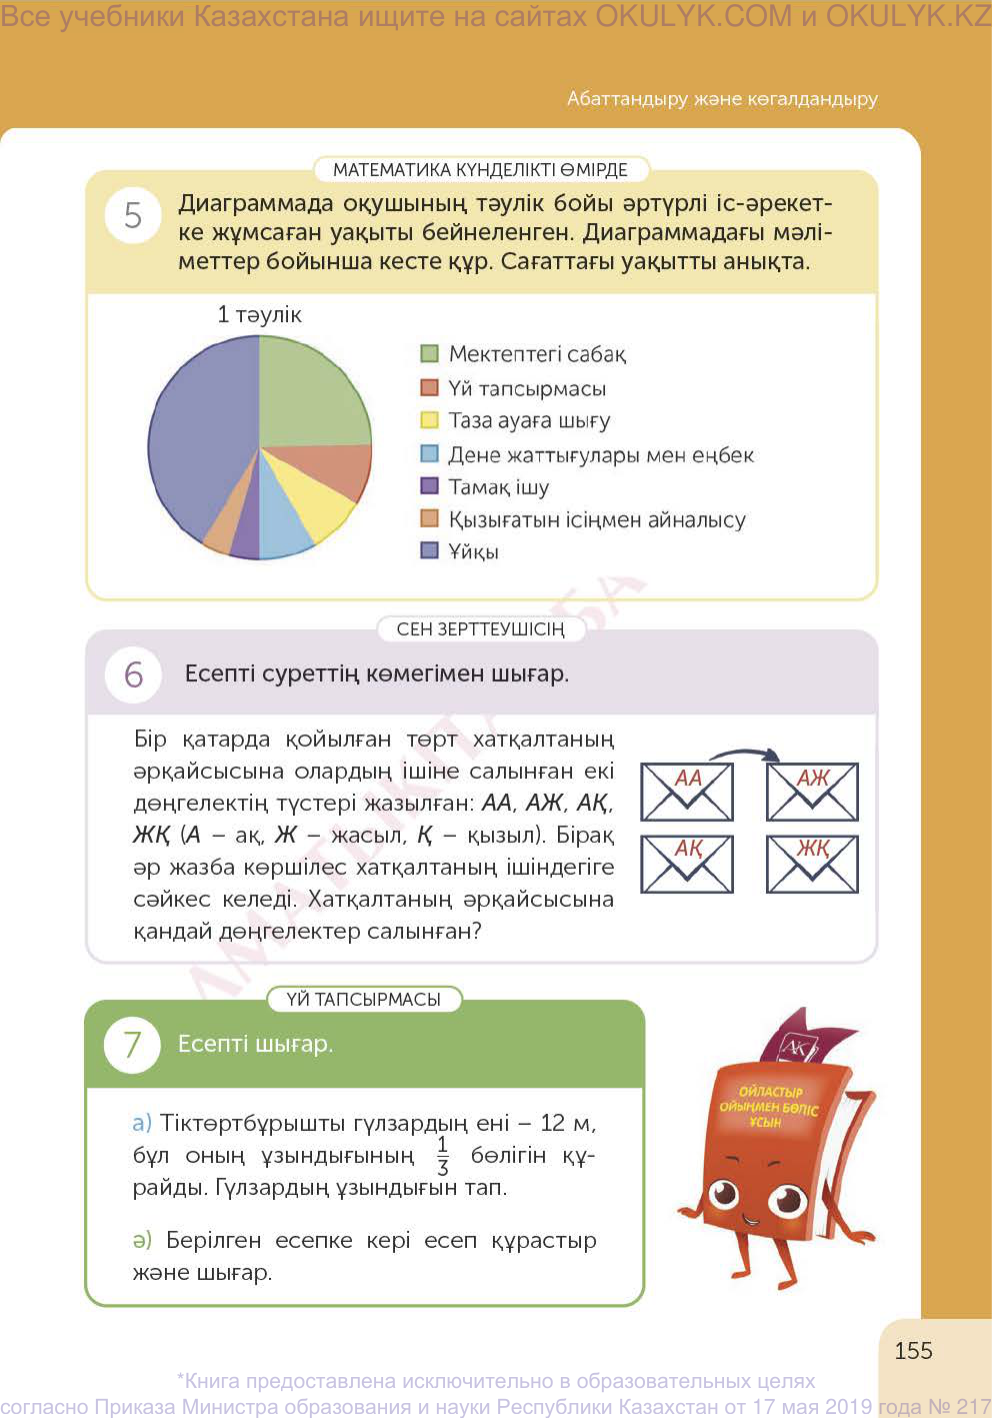 Все учебники Казахстана ищите на сайтах OKULYK.COM и OKULYK.KZ
Абаттандыру және көгалдандыру
МАТЕМАТИКА КҮНДЕЛІКТІ ӨМІРДЕ
5
Диаграммада оқушының тәулік бойы әртүрлі іс-әрекет-
ке жұмсаған уақыты бейнеленген. Диаграммадағы мәлі-
меттер бойынша кесте құр. Сағаттағы уақытты анықта.
1 тәулік
Мектептегі сабақ
Үй тапсырмасы
Таза ауаға шығу
Дене жаттығулары мен еңбек
Тамақ ішу
Қызығатын ісіңмен айналысу
Ұйқы
СЕН ЗЕРТТЕУШІСІҢ
6
Есепті суреттің көмегімен шығар.
Бір қатарда қойылған төрт хатқалтаның
әрқайсысына олардың ішіне салынған екі
дөңгелектің түстері жазылған: АА, АЖ, АҚ,
ЖҚ (А – ақ, Ж – жасыл, Қ – қызыл). Бірақ
әр жазба көршілес хатқалтаның ішіндегіге
сәйкес келеді. Хатқалтаның әрқайсысына
қандай дөңгелектер салынған?
АА
АЖ
АҚ
ЖҚ
ҮЙ ТАПСЫРМАСЫ
7
Есепті шығар.
а) Тіктөртбұрышты гүлзардың ені – 12 м,
бұл оның ұзындығының 1/3 бөлігін құ-
райды. Гүлзардың ұзындығын тап.
ә) Берілген есепке кері есеп құрастыр
және шығар.
АК
ОЙЛАСТЫР
ОЙЫҢМЕН БӨЛІС
ҰСЫН
АЛМАТЫКІТАП БАСПАСЫ
155
*Книга предоставлена исключительно в образовательных целях
согласно Приказа Министра образования и науки Республики Казахстан от 17 мая 2019 года № 217